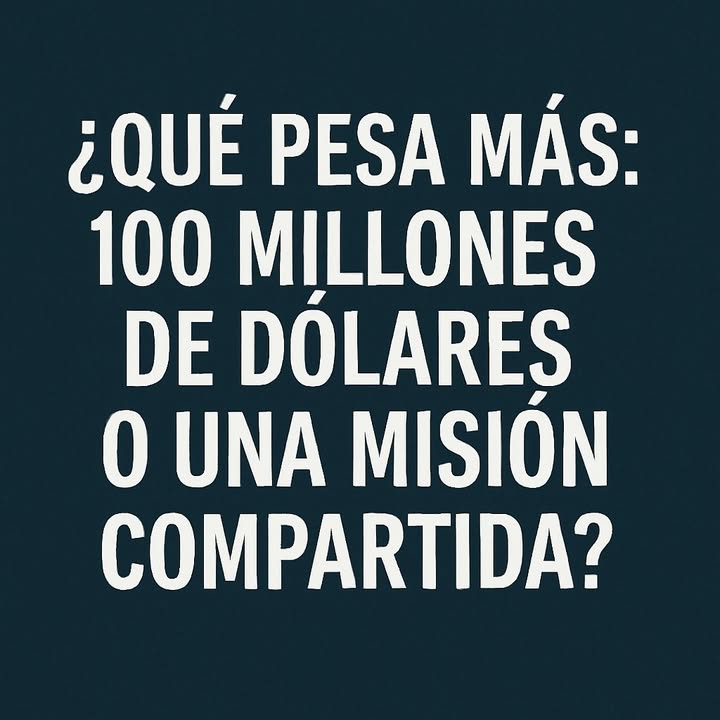 ¿QUÉ PESA MÁS:
100 MILLONES
DE DÓLARES
O UNA MISIÓN
COMPARTIDA?